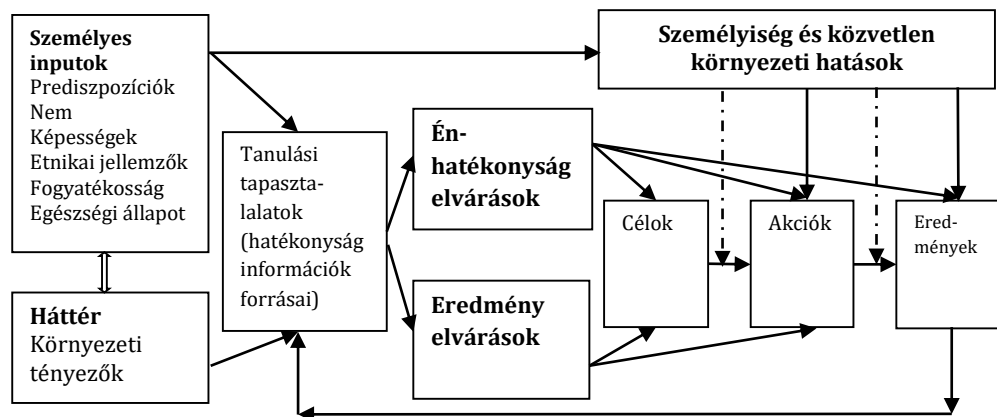 Személyes
inputok
Prediszpozíciók
Nem
Képességek
Etnikai jellemzők
Fogyatékosság
Egészségi állapot
Háttér
Környezeti
tényezők
Tanulási
tapaszta-
lalatok
(hatékonyság
információk
forrásai)
Én-
hatékonyság
elvárások
Eredmény
elvárások
Személyiség és közvetlen
környezeti hatások
Célok
Akciók
Ered-
mények